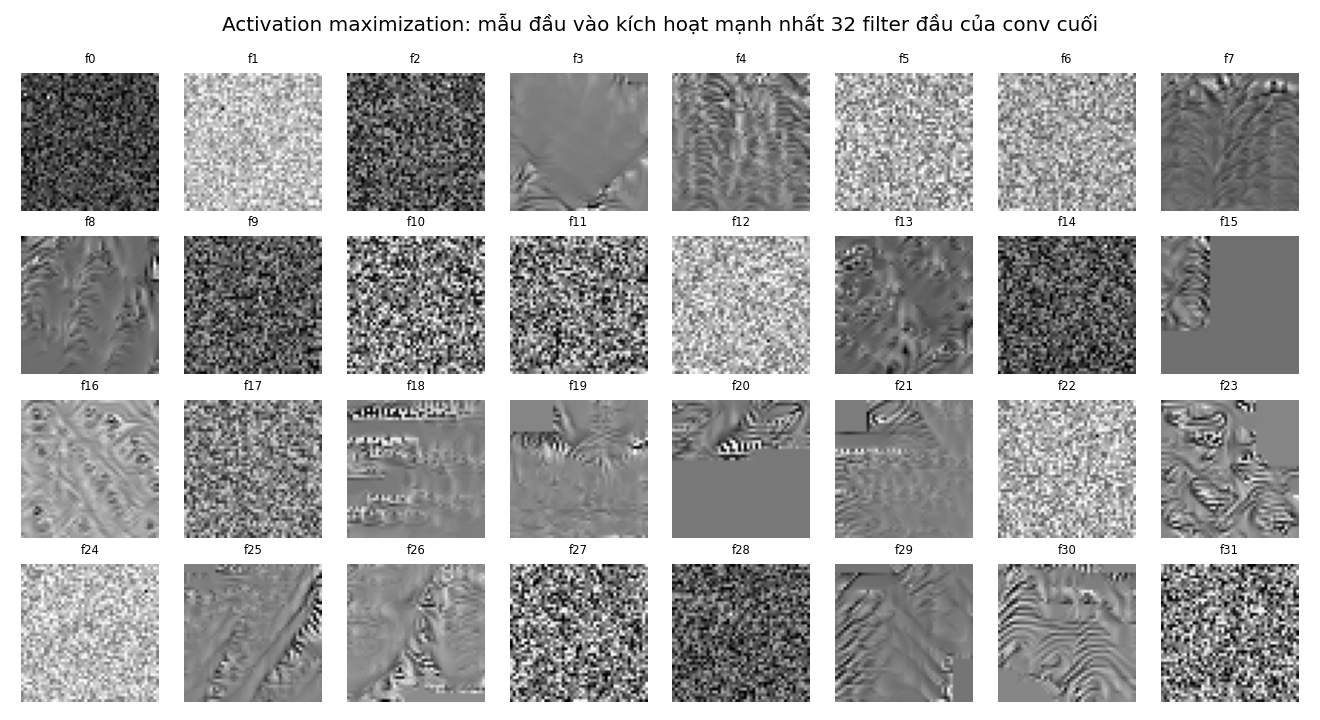 Activation maximization: mẫu đầu vào kích hoạt mạnh nhất 32 filter đầu của conv cuối
f0 f1 f2 f3 f4 f5 f6 f7
f8 f9 f10 f11 f12 f13 f14 f15
f16 f17 f18 f19 f20 f21 f22 f23
f24 f25 f26 f27 f28 f29 f30 f31